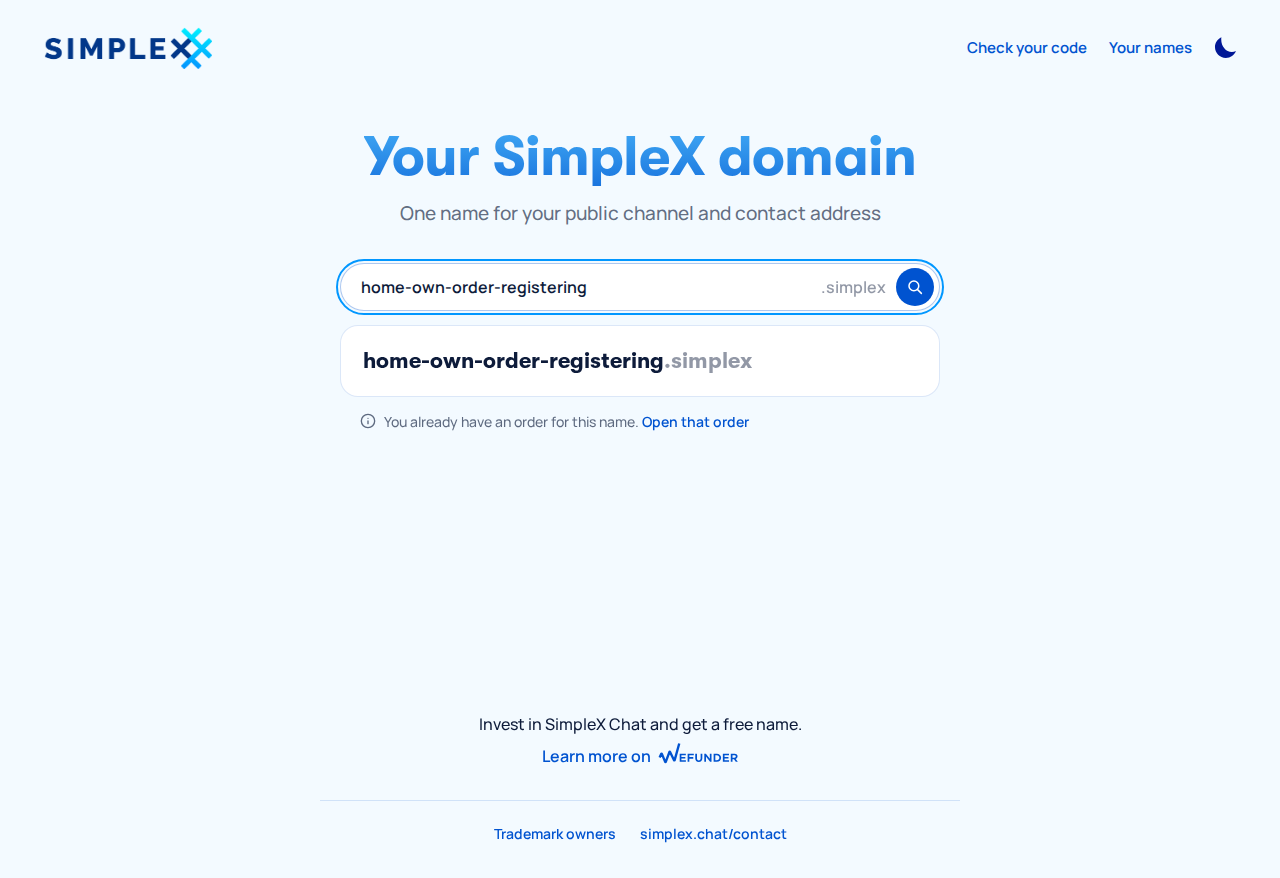 SIMPLEX
Check your code
Your names
Your SimpleX domain
One name for your public channel and contact address
home-own-order-registering .simplex
home-own-order-registering.simplex
You already have an order for this name. Open that order
Invest in SimpleX Chat and get a free name.
Learn more on WEFUNDER
Trademark owners
simplex.chat/contact